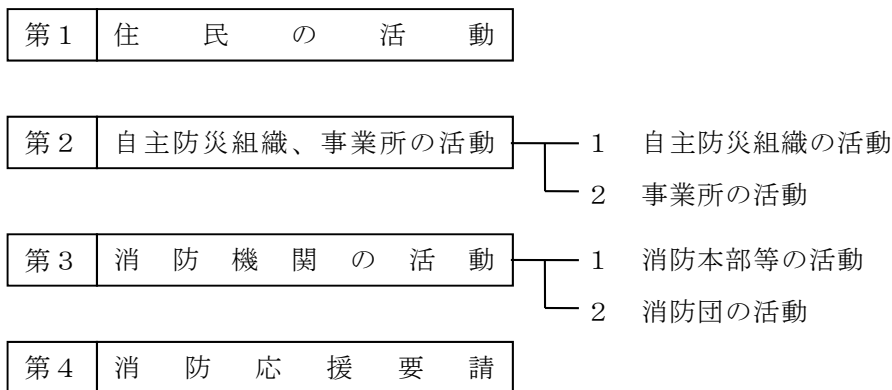 第１ 住民の活動
第２ 自主防災組織、事業所の活動
１ 自主防災組織の活動
２ 事業所の活動
第３ 消防機関の活動
１ 消防本部等の活動
２ 消防団の活動
第４ 消防応援要請